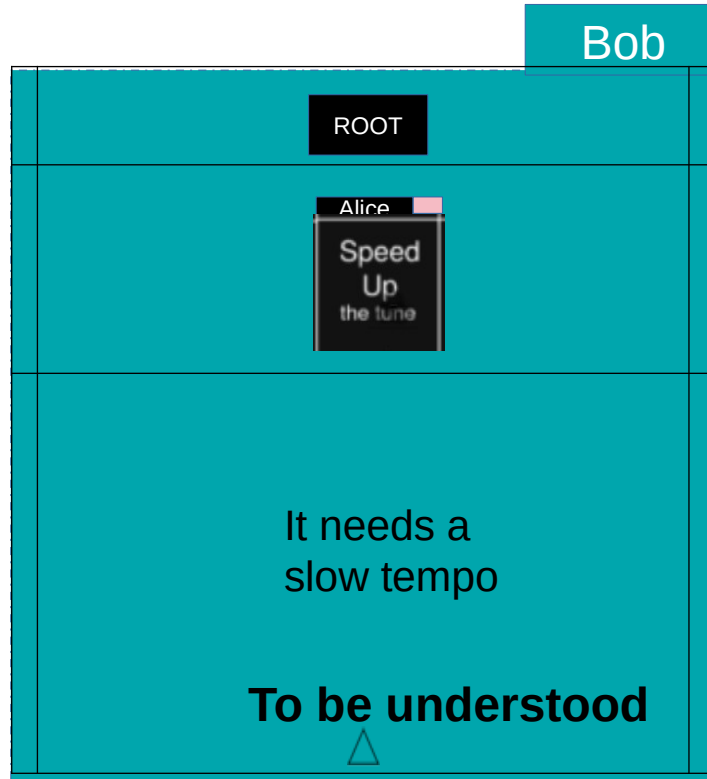 Bob
ROOT
Alice
Speed
Up
the tune
It needs a
slow tempo
To be understood